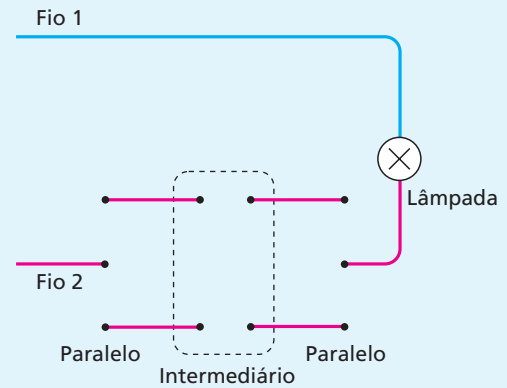 Fio 1
Lâmpada
Fio 2
Paralelo
Intermediário
Paralelo